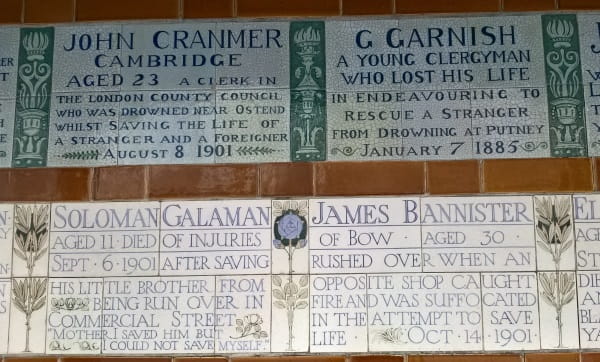 JOHN CRANMER
CAMBRIDGE
AGED 23 A CLERK IN
THE LONDON COUNTY COUNCIL
WHO WAS DROWNED NEAR OSTEND
WHILST SAVING THE LIFE OF
A STRANGER AND A FOREIGNER
AUGUST 8 1901
G GARNISH
A YOUNG CLERGYMAN
WHO LOST HIS LIFE
IN ENDEAVOURING TO
RESCUE A STRANGER
FROM DROWNING AT PUTNEY
JANUARY 7 1885
SOLOMAN GALAMAN
AGED 11 · DIED OF INJURIES
SEPT · 6 · 1901 AFTER SAVING
HIS LITTLE BROTHER FROM
BEING RUN OVER IN
COMMERCIAL STREET
"MOTHER I SAVED HIM BUT I
COULD NOT SAVE MYSELF."
JAMES BANNISTER
OF BOW · AGED 30
RUSHED OVER WHEN AN
OPPOSITE SHOP CAUGHT
FIRE AND WAS SUFFOCATED
IN THE ATTEMPT TO SAVE
LIFE · OCT · 14 · 1901